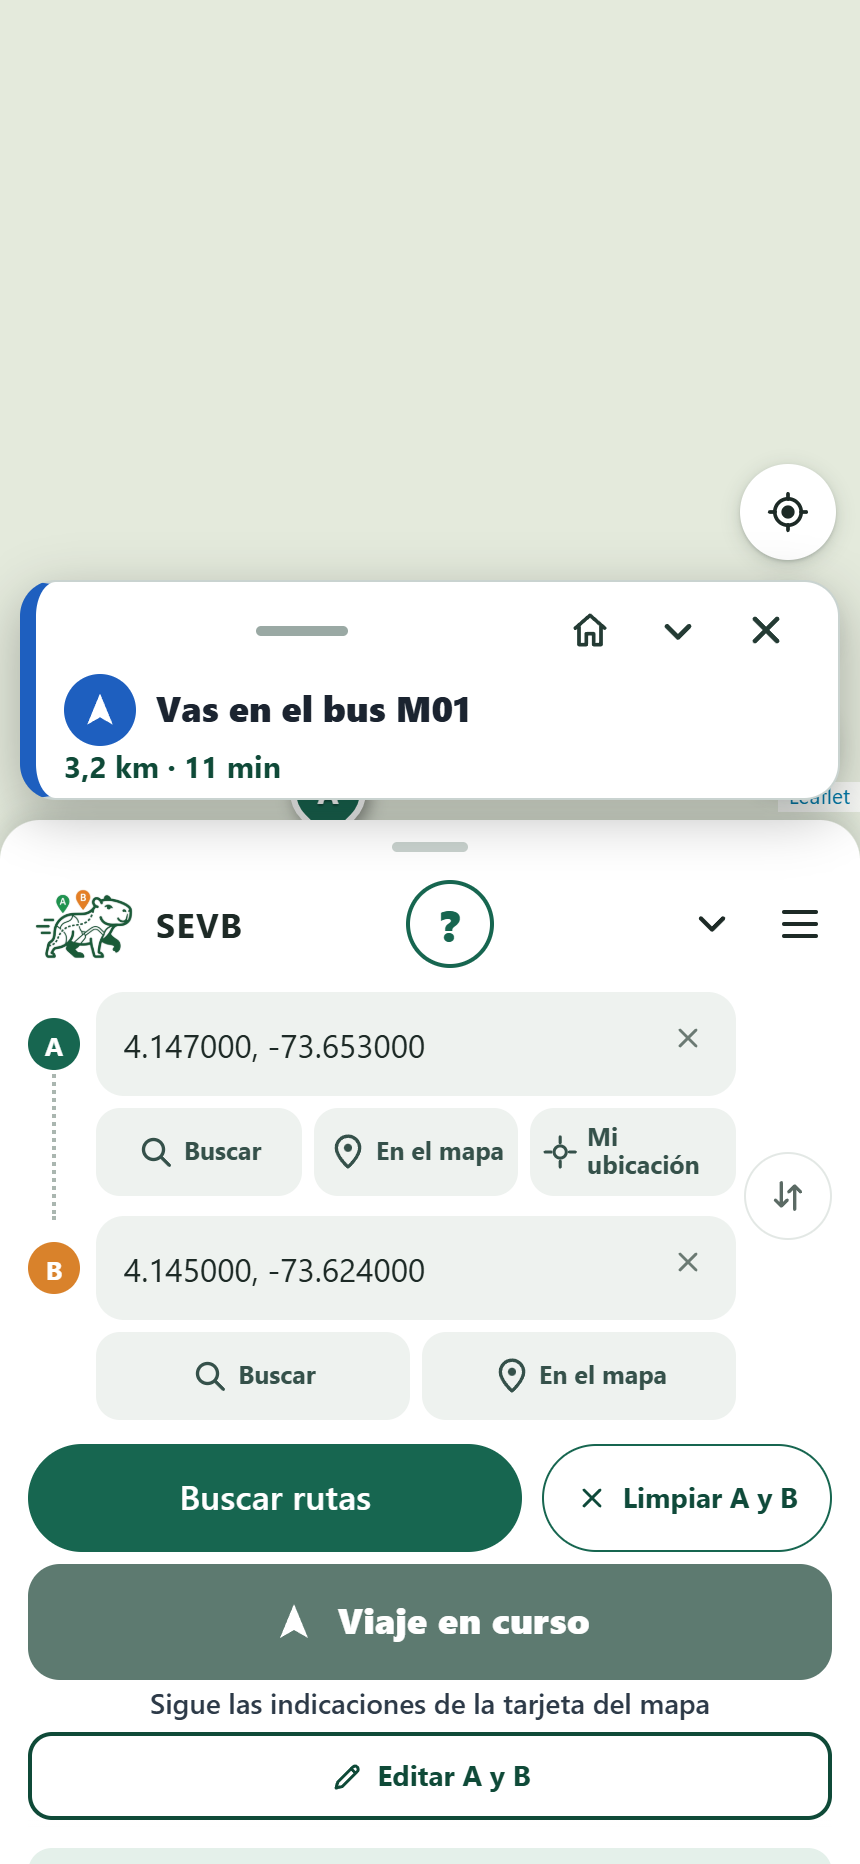 Vas en el bus M01
3,2 km · 11 min
A
Leaflet
A B
SEVB
?
A
4.147000, -73.653000
Buscar
En el mapa
Mi
ubicación
B
4.145000, -73.624000
Buscar
En el mapa
Buscar rutas
Limpiar A y B
Viaje en curso
Sigue las indicaciones de la tarjeta del mapa
Editar A y B